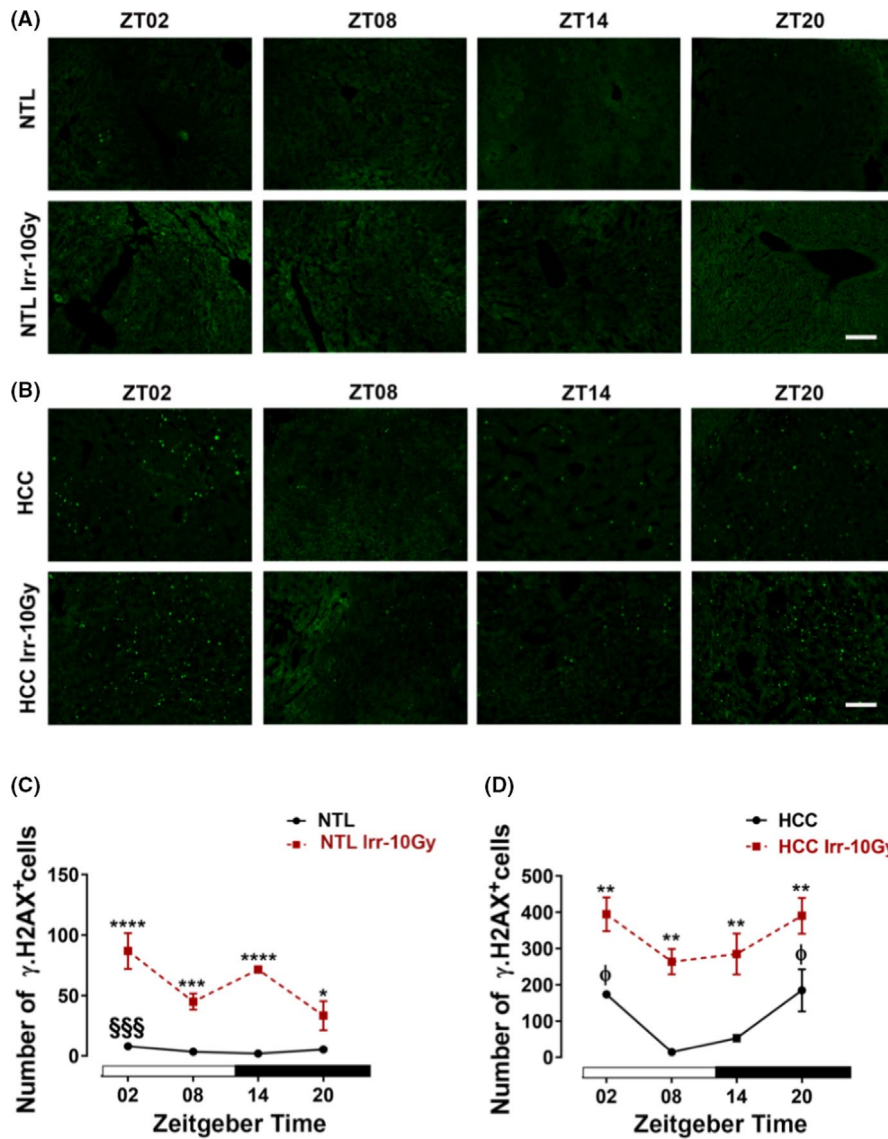 (A)
ZT02 ZT08 ZT14 ZT20
NTL
NTL Irr-10Gy
(B)
ZT02 ZT08 ZT14 ZT20
HCC
HCC Irr-10Gy
(C)
NTL
NTL Irr-10Gy
Number of γ.H2AX⁺cells
150
100
50
0
**** *** **** *
§§§
02 08 14 20
Zeitgeber Time
(D)
HCC
HCC Irr-10Gy
Number of γ.H2AX⁺cells
500
400
300
200
100
0
** ** ** **
ϕ ϕ
02 08 14 20
Zeitgeber Time